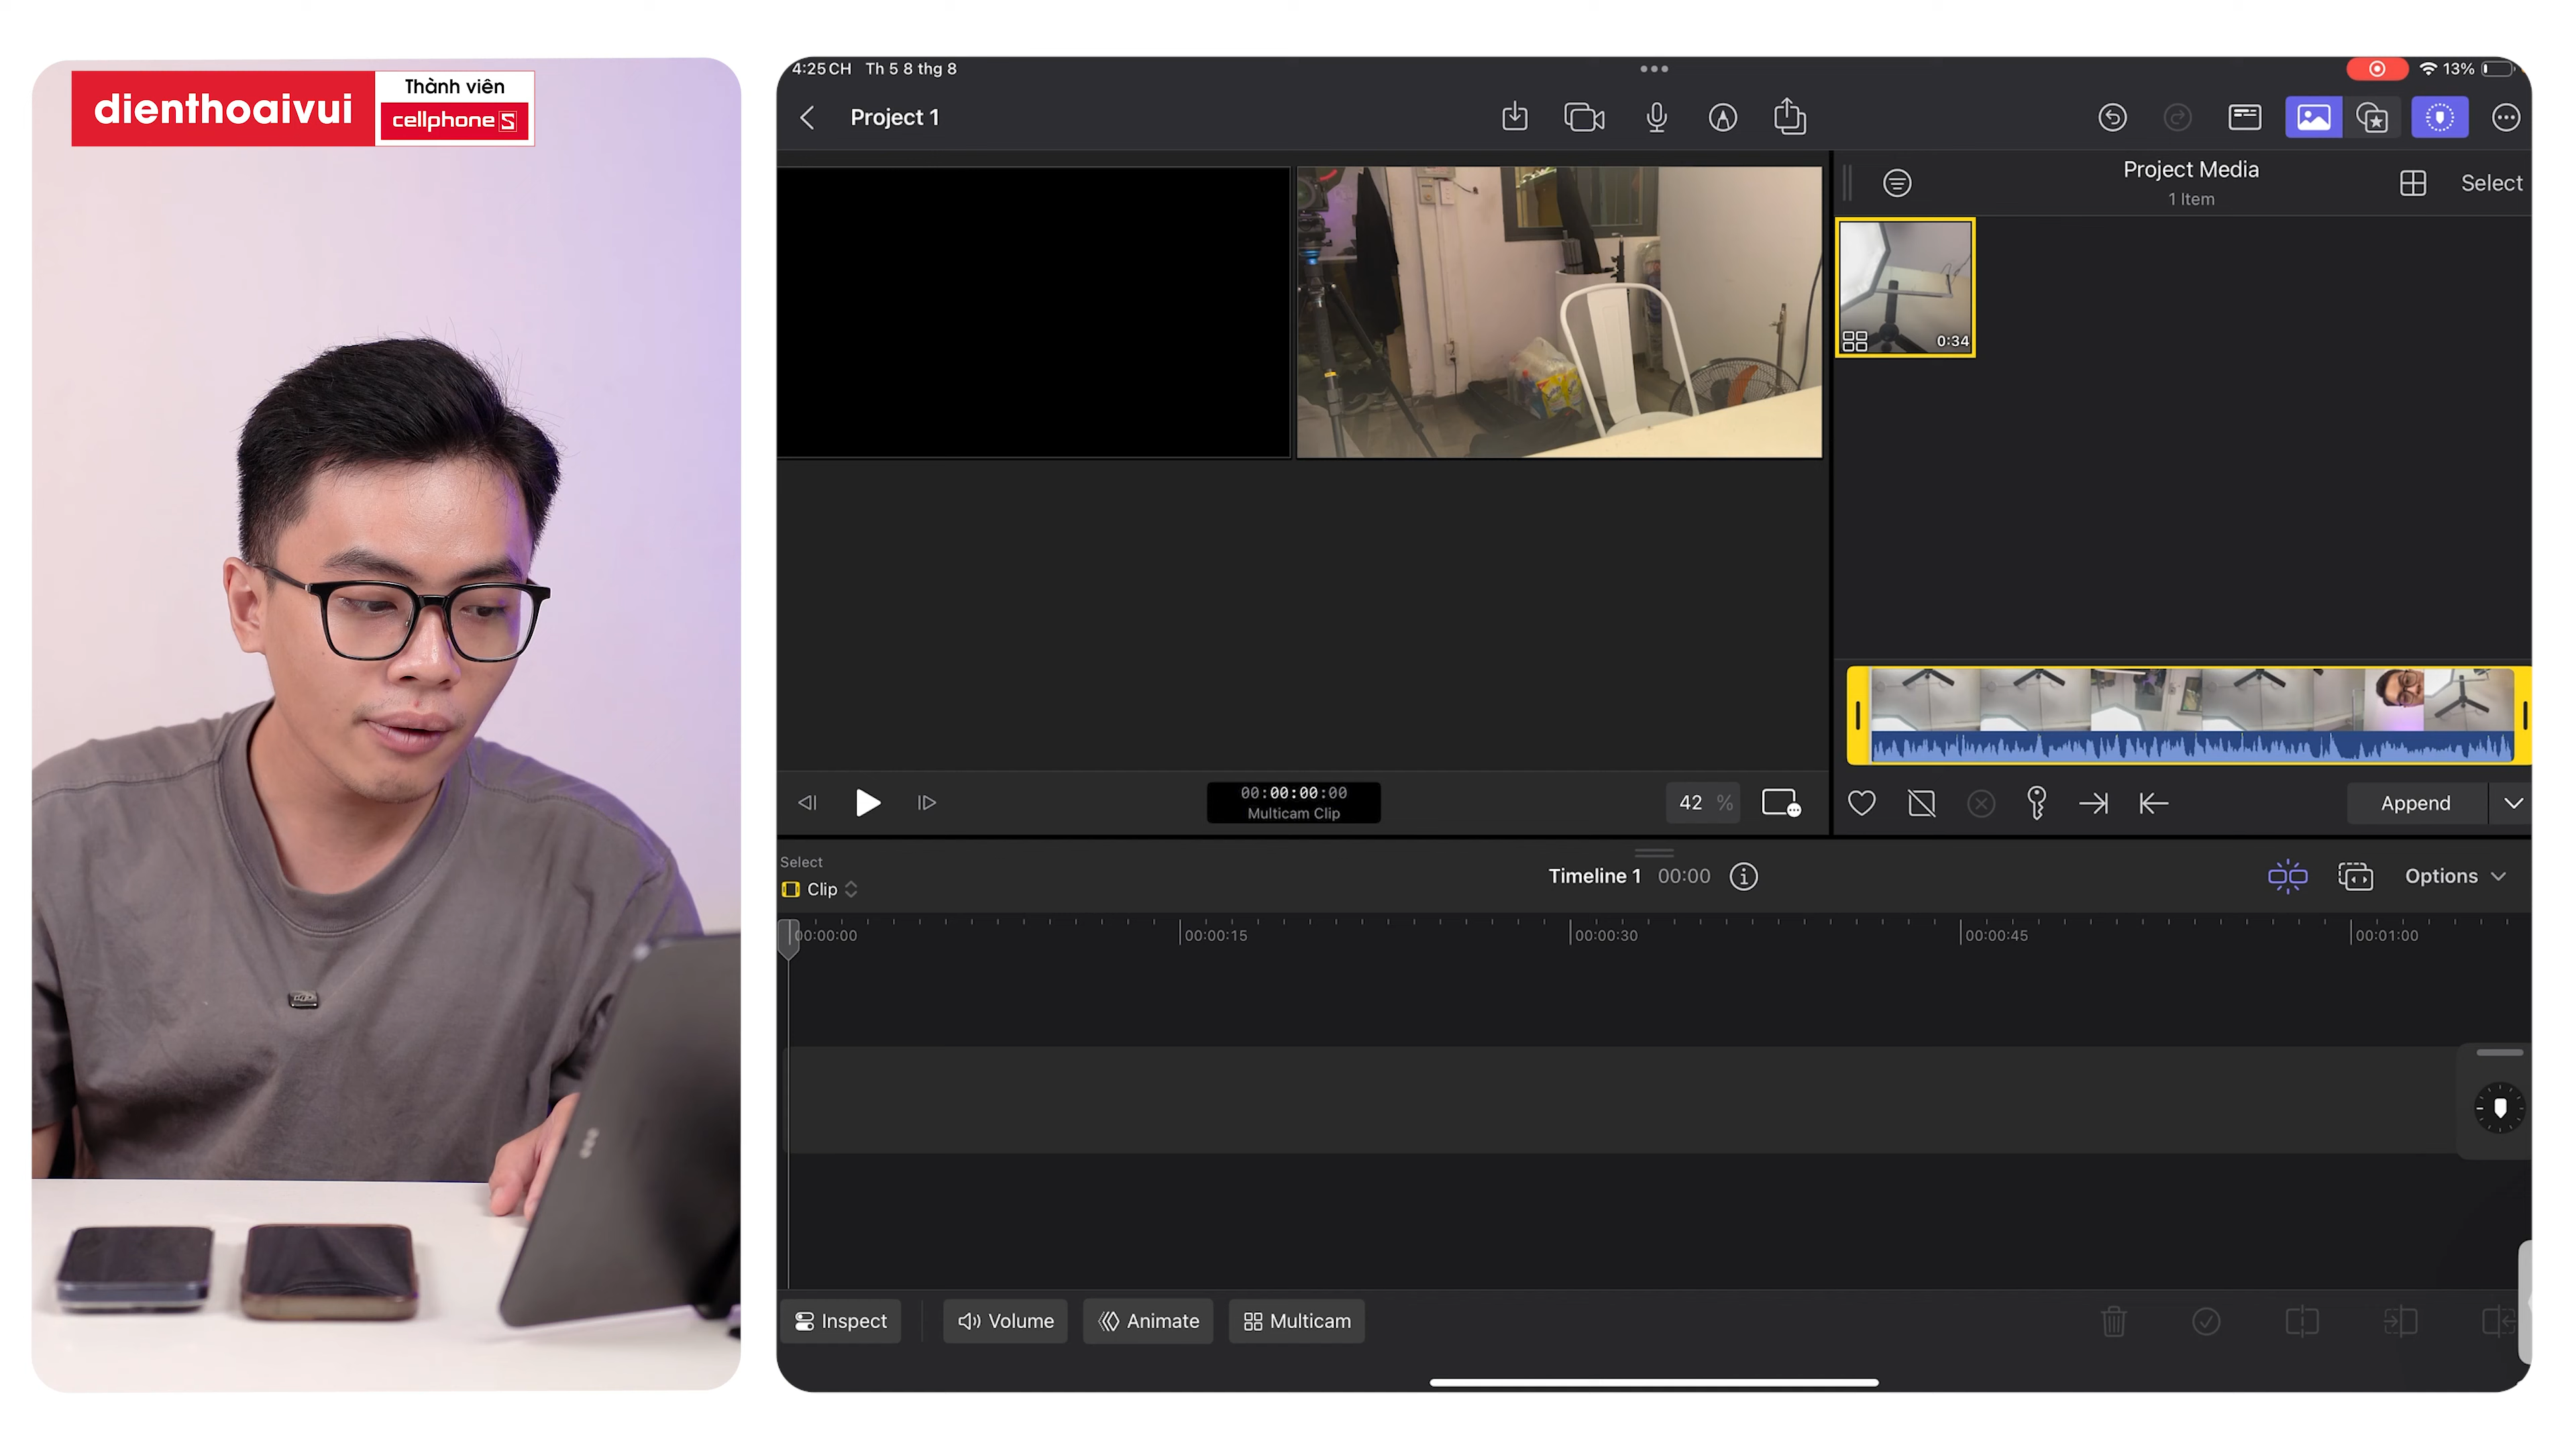 dienthoaivui
Thành viên
cellphoneS
4:25 CH Th 5 8 thg 8
13%
Project 1
Project Media
1 Item
Select
0:34
00:00:00:00
Multicam Clip
42 %
Append
Select
Clip
Timeline 1 00:00
Options
00:00:00
00:00:15
00:00:30
00:00:45
00:01:00
Inspect
Volume
Animate
Multicam